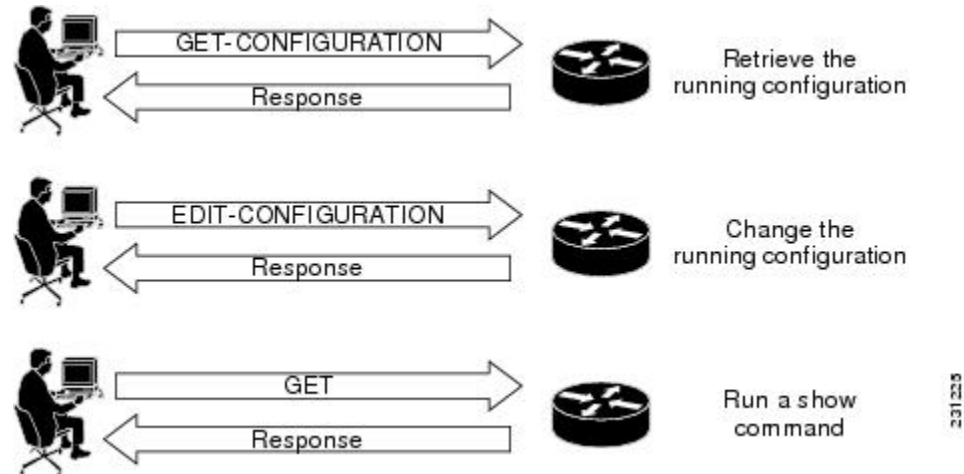 GET-CONFIGURATION
Response
Retrieve the
running configuration
EDIT-CONFIGURATION
Response
Change the
running configuration
GET
Response
Run a show
command
231225